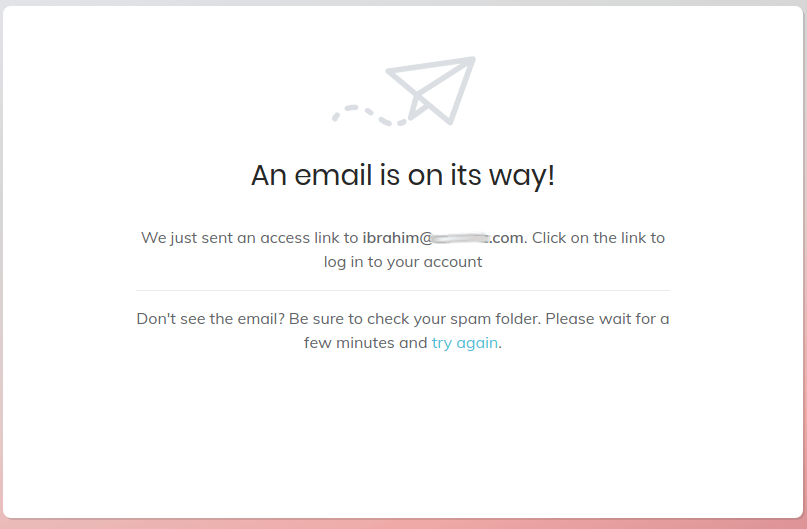 An email is on its way!
We just sent an access link to ibrahim@ .com. Click on the link to
log in to your account
Don't see the email? Be sure to check your spam folder. Please wait for a
few minutes and try again.